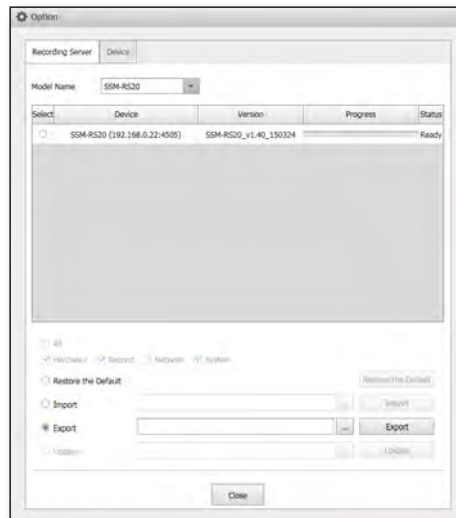 Option
Recording Server Device
Model Name SSM-RS20
Select Device Version Progress Status
SSM-RS20 (192.168.0.22:4505) SSM-RS20_v1.40_150324 Ready
All
Hardware Record Network System
Restore the Default Restore the Default
Import ... Import
Export ... Export
Update ... Update
Close